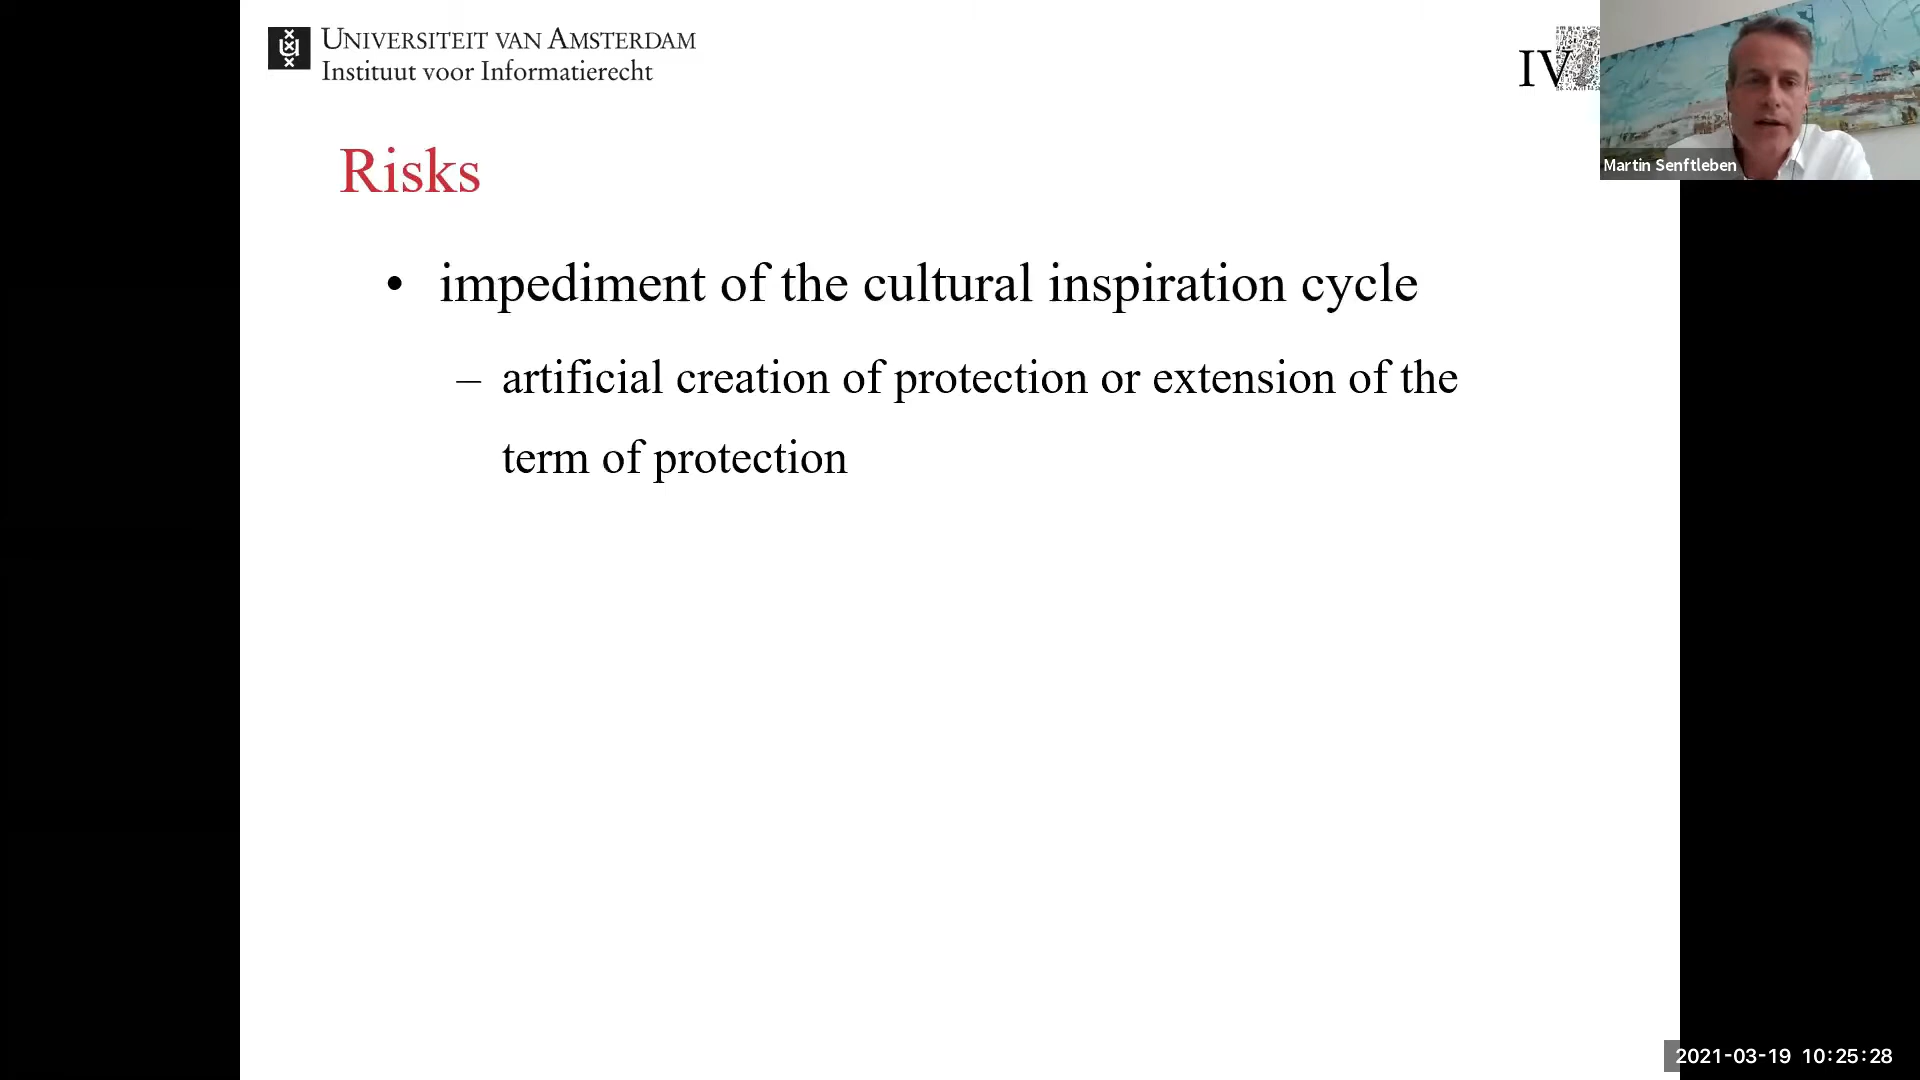 UNIVERSITEIT VAN AMSTERDAM
Instituut voor Informatierecht
Martin Senftleben
Risks
• impediment of the cultural inspiration cycle
– artificial creation of protection or extension of the
term of protection
2021-03-19 10:25:28